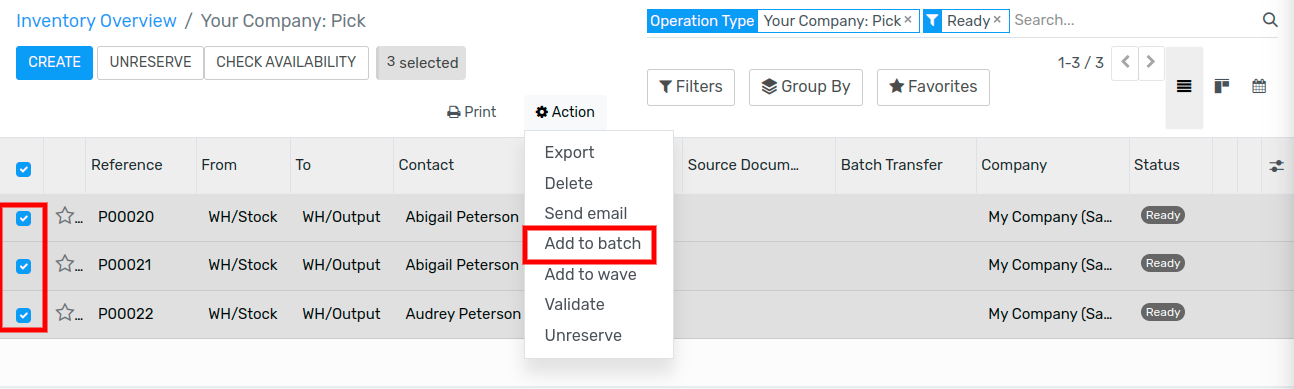 Inventory Overview / Your Company: Pick
Operation Type Your Company: Pick × Ready × Search...
CREATE UNRESERVE CHECK AVAILABILITY 3 selected
1-3 / 3
Filters Group By Favorites
Print Action
Export
Delete
Send email
Add to batch
Add to wave
Validate
Unreserve
Reference From To Contact Source Docum... Batch Transfer Company Status
... P00020 WH/Stock WH/Output Abigail Peterson My Company (Sa... Ready
... P00021 WH/Stock WH/Output Abigail Peterson My Company (Sa... Ready
... P00022 WH/Stock WH/Output Audrey Peterson My Company (Sa... Ready